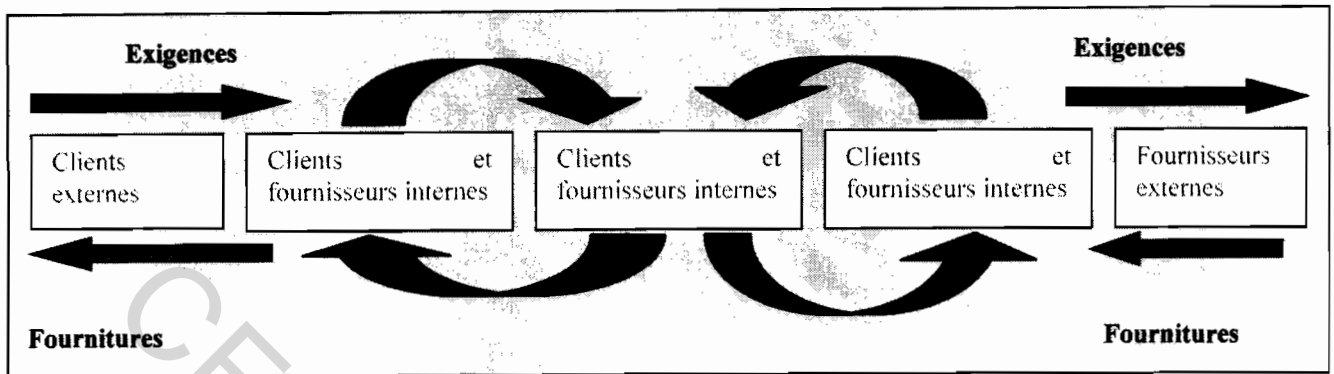 Exigences
Exigences
Clients
externes
Clients et
fournisseurs internes
Clients et
fournisseurs internes
Clients et
fournisseurs internes
Fournisseurs
externes
Fournitures
Fournitures